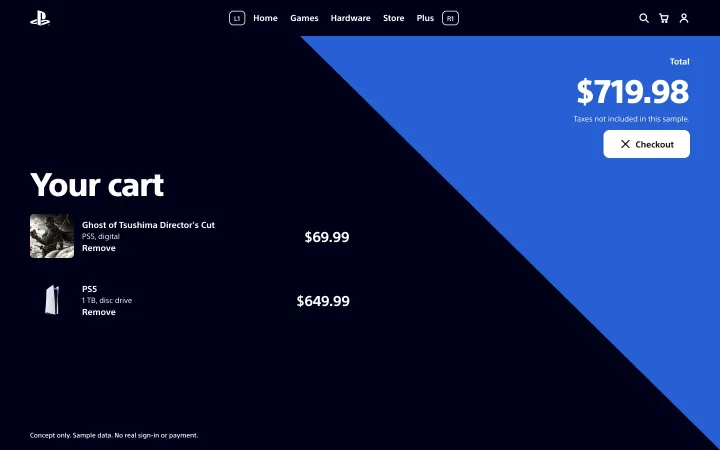 L1 Home Games Hardware Store Plus R1
Total
$719.98
Taxes not included in this sample.
Checkout
Your cart
Ghost of Tsushima Director's Cut
PS5, digital
Remove
$69.99
PS5
1 TB, disc drive
Remove
$649.99
Concept only. Sample data. No real sign-in or payment.